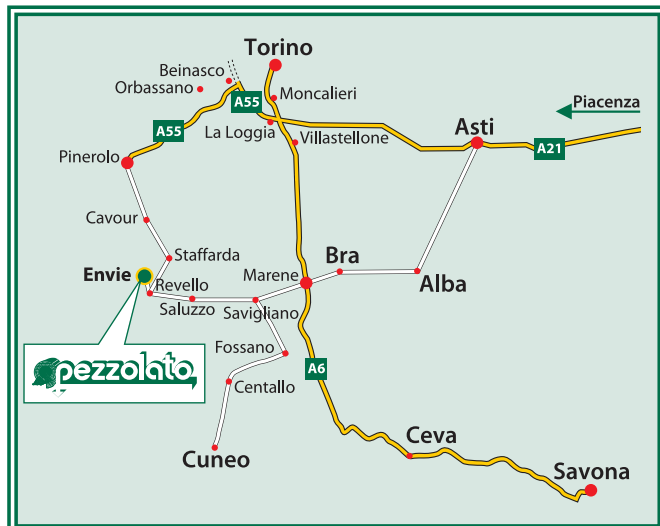 Torino
Beinasco
Orbassano
A55
Moncalieri
Piacenza
A55
La Loggia
Villastellone
Asti
A21
Pinerolo
Cavour
Staffarda
Bra
Envie
Revello
Marene
Alba
Saluzzo
Savigliano
Fossano
pezzolato
A6
Centallo
Ceva
Cuneo
Savona